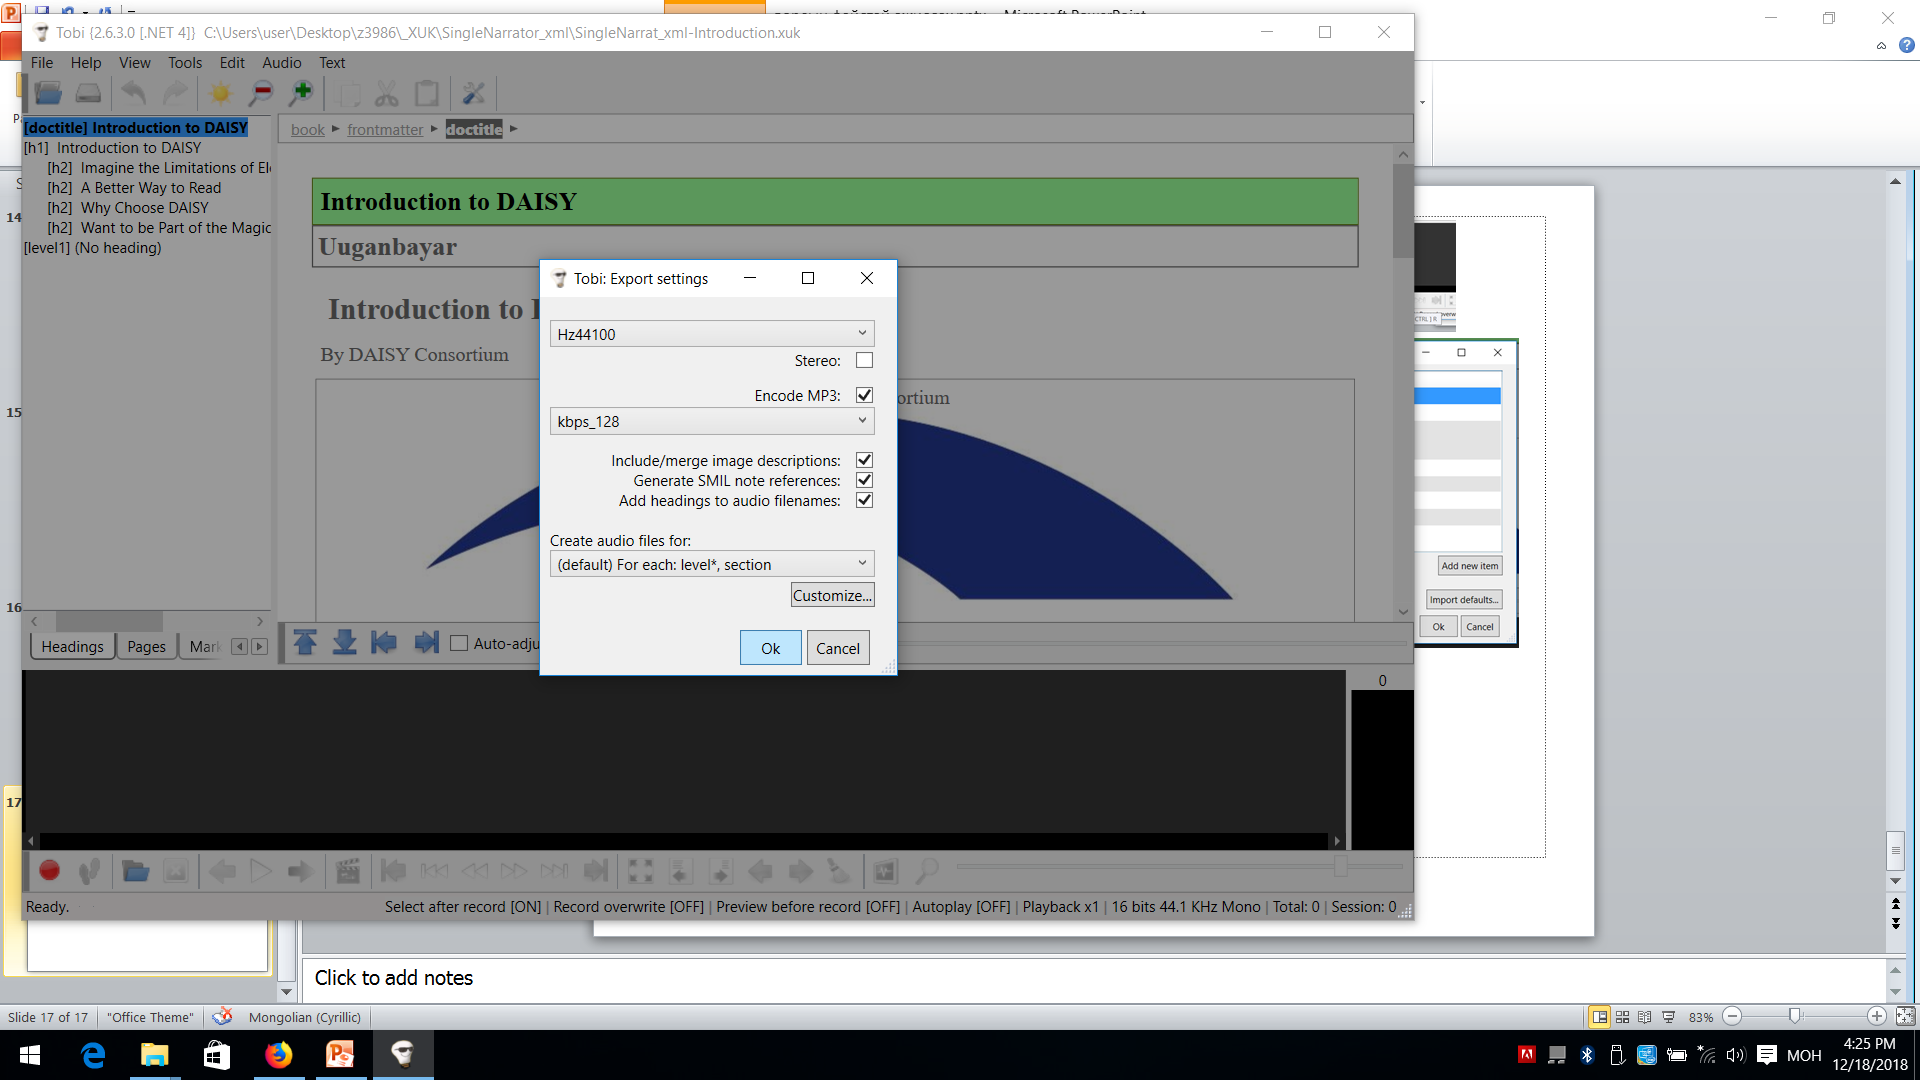 Tobi {2.6.3.0 [.NET 4]} C:\Users\user\Desktop\z3986\_XUK\SingleNarrator_xml\SingleNarrat_xml-Introduction.xuk
File Help View Tools Edit Audio Text
[doctitle] Introduction to DAISY
[h1] Introduction to DAISY
[h2] Imagine the Limitations of El
[h2] A Better Way to Read
[h2] Why Choose DAISY
[h2] Want to be Part of the Magic
[level1] (No heading)
book frontmatter doctitle
Introduction to DAISY
Uuganbayar
Introduction to
By DAISY Consortium
ortium
Tobi: Export settings
Hz44100
Stereo:
Encode MP3:
kbps_128
Include/merge image descriptions:
Generate SMIL note references:
Add headings to audio filenames:
Create audio files for:
(default) For each: level*, section
Customize...
Ok Cancel
Headings Pages Mark
Auto-adju
0
Add new item
Import defaults...
Ok Cancel
CTRL | R
14
15
16
17
Ready.
Select after record [ON] | Record overwrite [OFF] | Preview before record [OFF] | Autoplay [OFF] | Playback x1 | 16 bits 44.1 KHz Mono | Total: 0 | Session: 0
Click to add notes
Slide 17 of 17 "Office Theme" Mongolian (Cyrillic) 83%
МОН
4:25 PM
12/18/2018